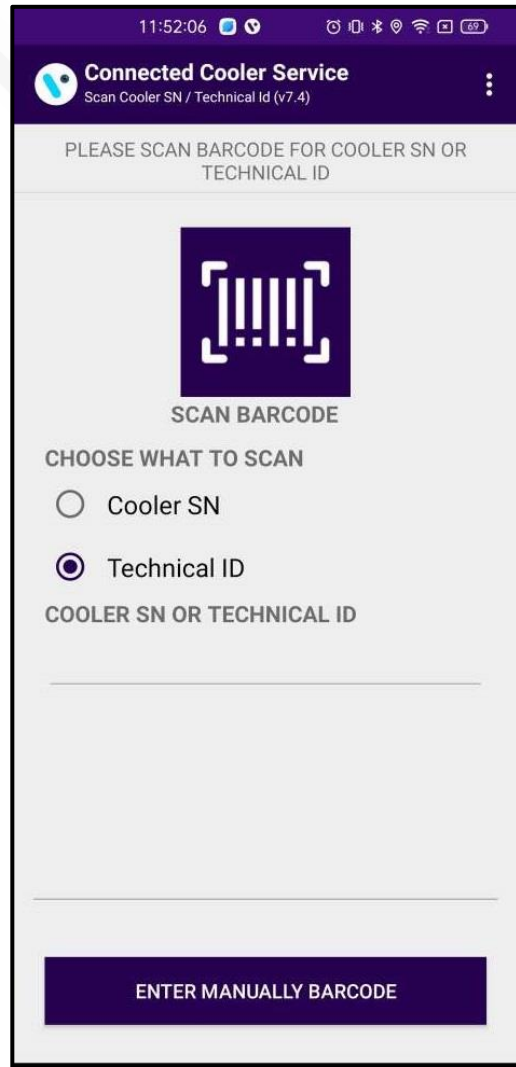 11:52:06
69
Connected Cooler Service
Scan Cooler SN / Technical Id (v7.4)
PLEASE SCAN BARCODE FOR COOLER SN OR
TECHNICAL ID
SCAN BARCODE
CHOOSE WHAT TO SCAN
Cooler SN
Technical ID
COOLER SN OR TECHNICAL ID
ENTER MANUALLY BARCODE